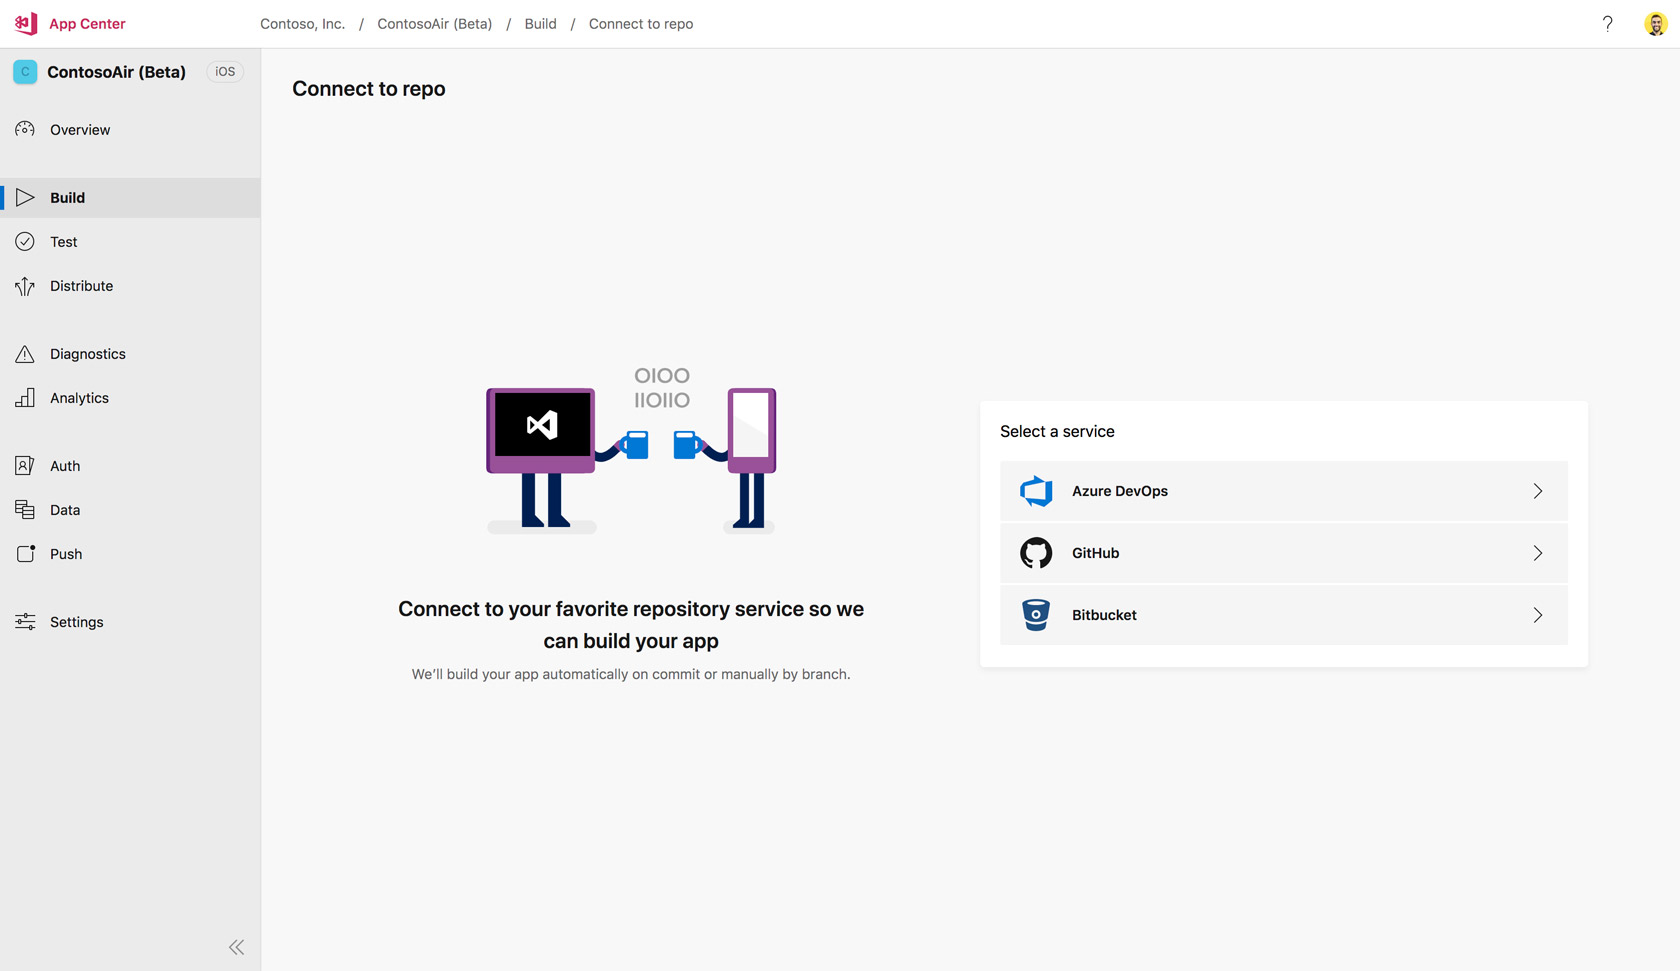 App Center
Contoso, Inc. / ContosoAir (Beta) / Build / Connect to repo
?
C
ContosoAir (Beta)
iOS
Overview
Build
Test
Distribute
Diagnostics
Analytics
Auth
Data
Push
Settings
Connect to repo
OIOO
IIOIIO
Connect to your favorite repository service so we
can build your app
We’ll build your app automatically on commit or manually by branch.
Select a service
Azure DevOps
GitHub
Bitbucket